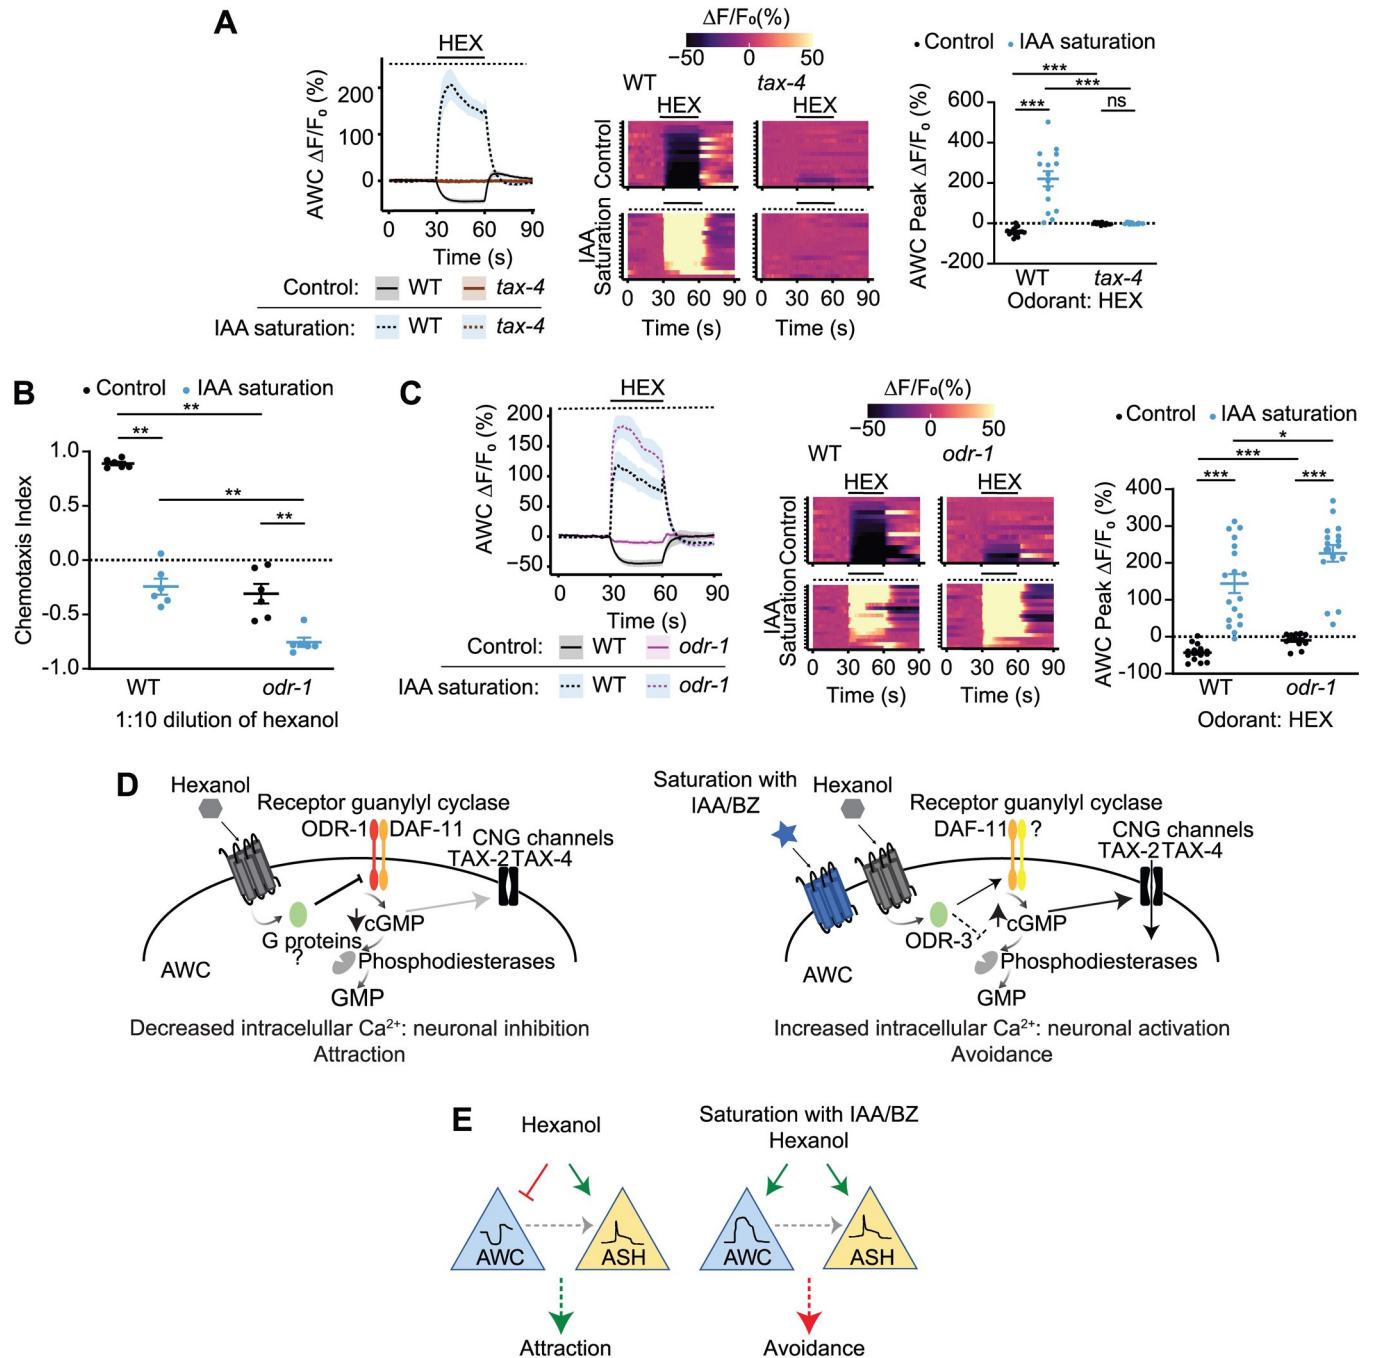 A
HEX
AWC ΔF/F₀ (%)
200
100
0
0 30 60 90
Time (s)
Control: WT tax-4
IAA saturation: WT tax-4
ΔF/F₀(%)
−50 0 50
WT tax-4
HEX HEX
Control
IAA
Saturation
0 30 60 90 0 30 60 90
Time (s) Time (s)
Control IAA saturation
*** 
***
*** ns
AWC Peak ΔF/F₀ (%)
600
400
200
0
-200
WT tax-4
Odorant: HEX
B
Control IAA saturation
**
**
**
**
Chemotaxis Index
1.0
0.5
0.0
-0.5
-1.0
WT odr-1
1:10 dilution of hexanol
C
HEX
AWC ΔF/F₀ (%)
200
150
100
50
0
−50
0 30 60 90
Time (s)
Control: WT odr-1
IAA saturation: WT odr-1
ΔF/F₀(%)
−50 0 50
WT odr-1
HEX HEX
Control
IAA
Saturation
0 30 60 90 0 30 60 90
Time (s) Time (s)
Control IAA saturation
*
***
*** ***
AWC Peak ΔF/F₀ (%)
400
300
200
100
0
-100
WT odr-1
Odorant: HEX
D
Hexanol
Receptor guanylyl cyclase
ODR-1 DAF-11
CNG channels
TAX-2 TAX-4
cGMP
G proteins
?
Phosphodiesterases
AWC
GMP
Decreased intracelullar Ca²⁺: neuronal inhibition
Attraction
Saturation with
IAA/BZ
Hexanol
Receptor guanylyl cyclase
DAF-11 ?
CNG channels
TAX-2 TAX-4
cGMP
ODR-3
Phosphodiesterases
AWC
GMP
Increased intracellular Ca²⁺: neuronal activation
Avoidance
E
Hexanol
AWC ASH
Attraction
Saturation with IAA/BZ
Hexanol
AWC ASH
Avoidance